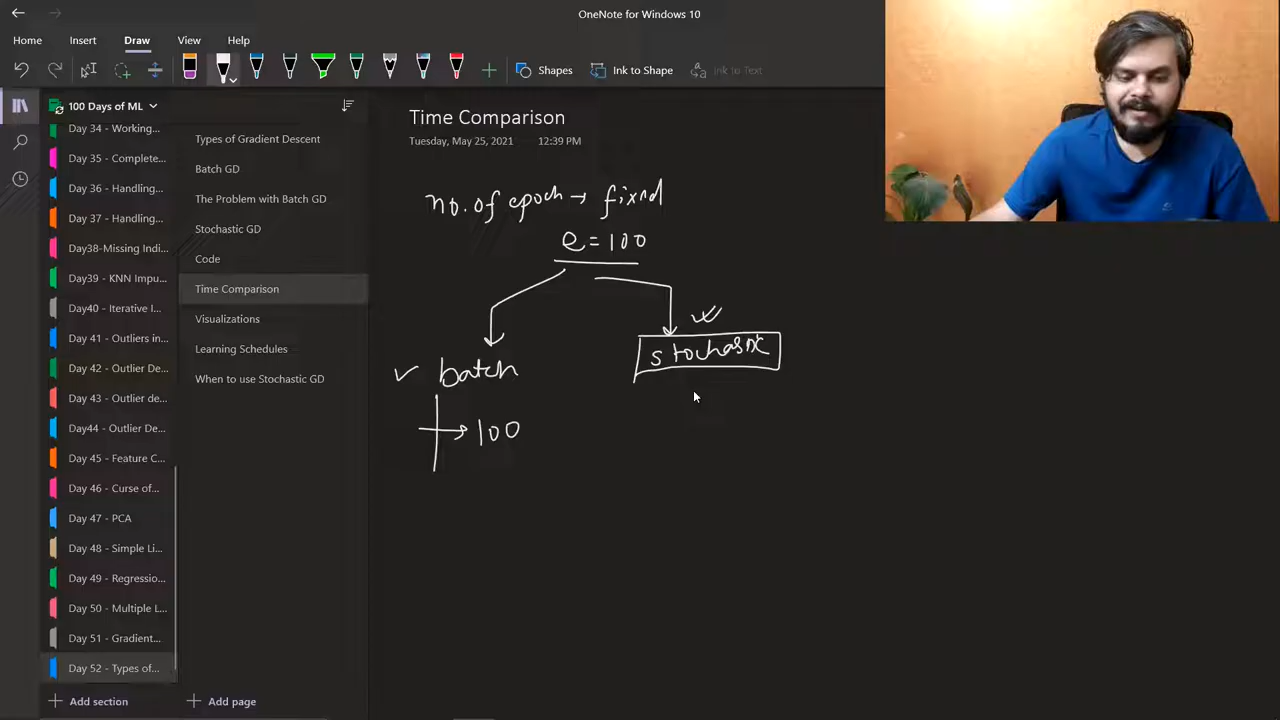 OneNote for Windows 10
Home Insert Draw View Help
Shapes Ink to Shape Ink to Text
100 Days of ML
Day 34 - Working...
Day 35 - Complete...
Day 36 - Handling...
Day 37 - Handling...
Day38-Missing Indi...
Day39 - KNN Impu...
Day40 - Iterative I...
Day 41 - Outliers in...
Day 42 - Outlier De...
Day 43 - Outlier de...
Day44 - Outlier De...
Day 45 - Feature C...
Day 46 - Curse of...
Day 47 - PCA
Day 48 - Simple Li...
Day 49 - Regressio...
Day 50 - Multiple L...
Day 51 - Gradient...
Day 52 - Types of...
Add section
Types of Gradient Descent
Batch GD
The Problem with Batch GD
Stochastic GD
Code
Time Comparison
Visualizations
Learning Schedules
When to use Stochastic GD
Add page
Time Comparison
Tuesday, May 25, 2021 12:39 PM
no. of epoch → fixed
e = 100
batch
→ 100
stochastic